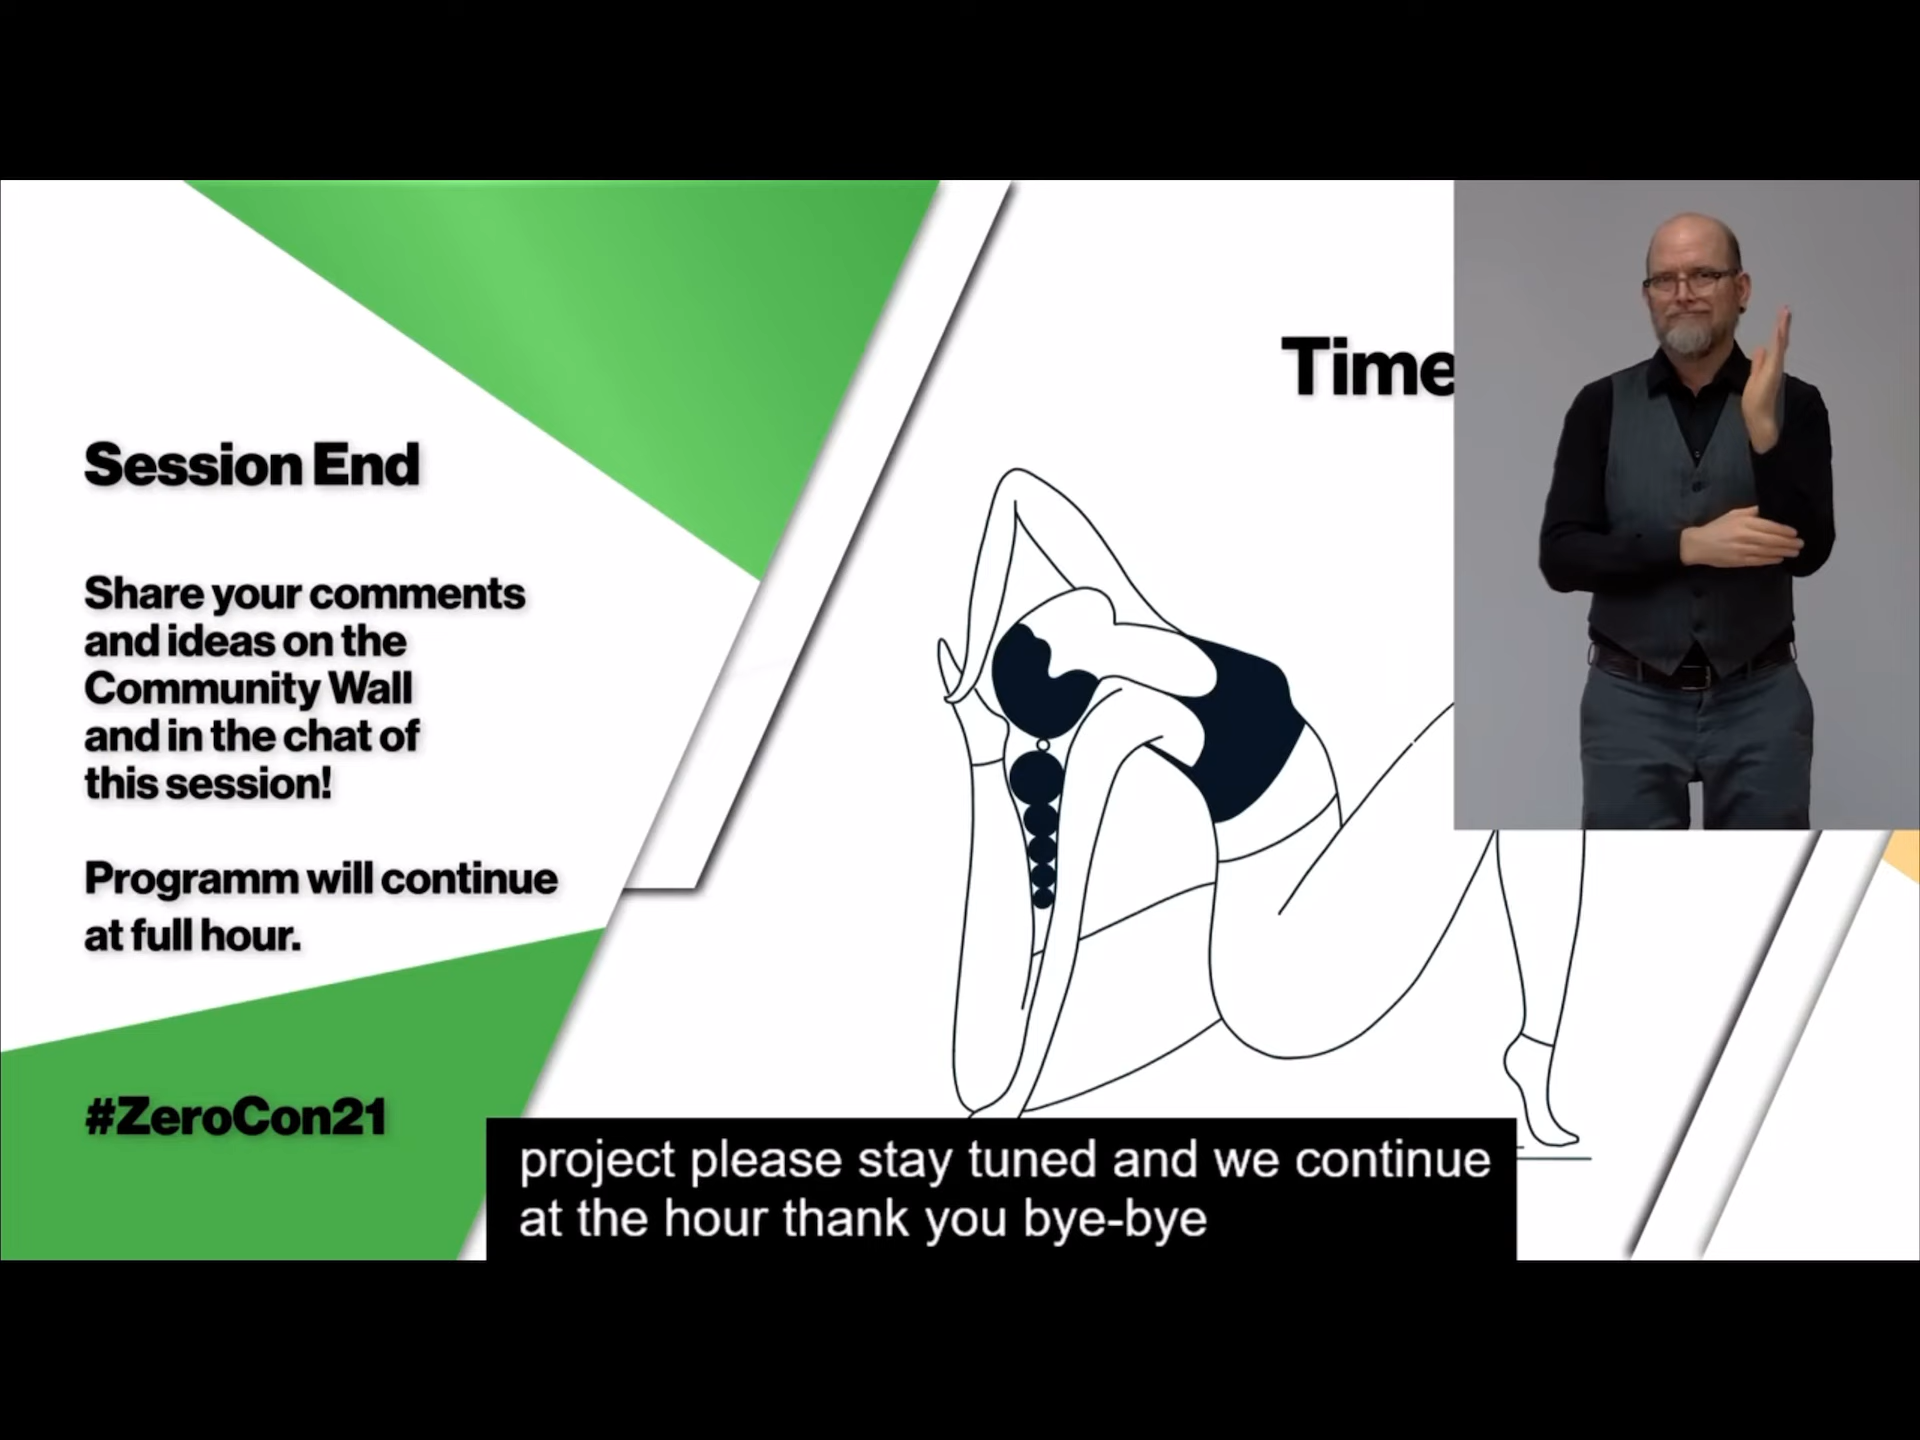 Session End
Share your comments
and ideas on the
Community Wall
and in the chat of
this session!
Programm will continue
at full hour.
#ZeroCon21
Time
project please stay tuned and we continue
at the hour thank you bye-bye